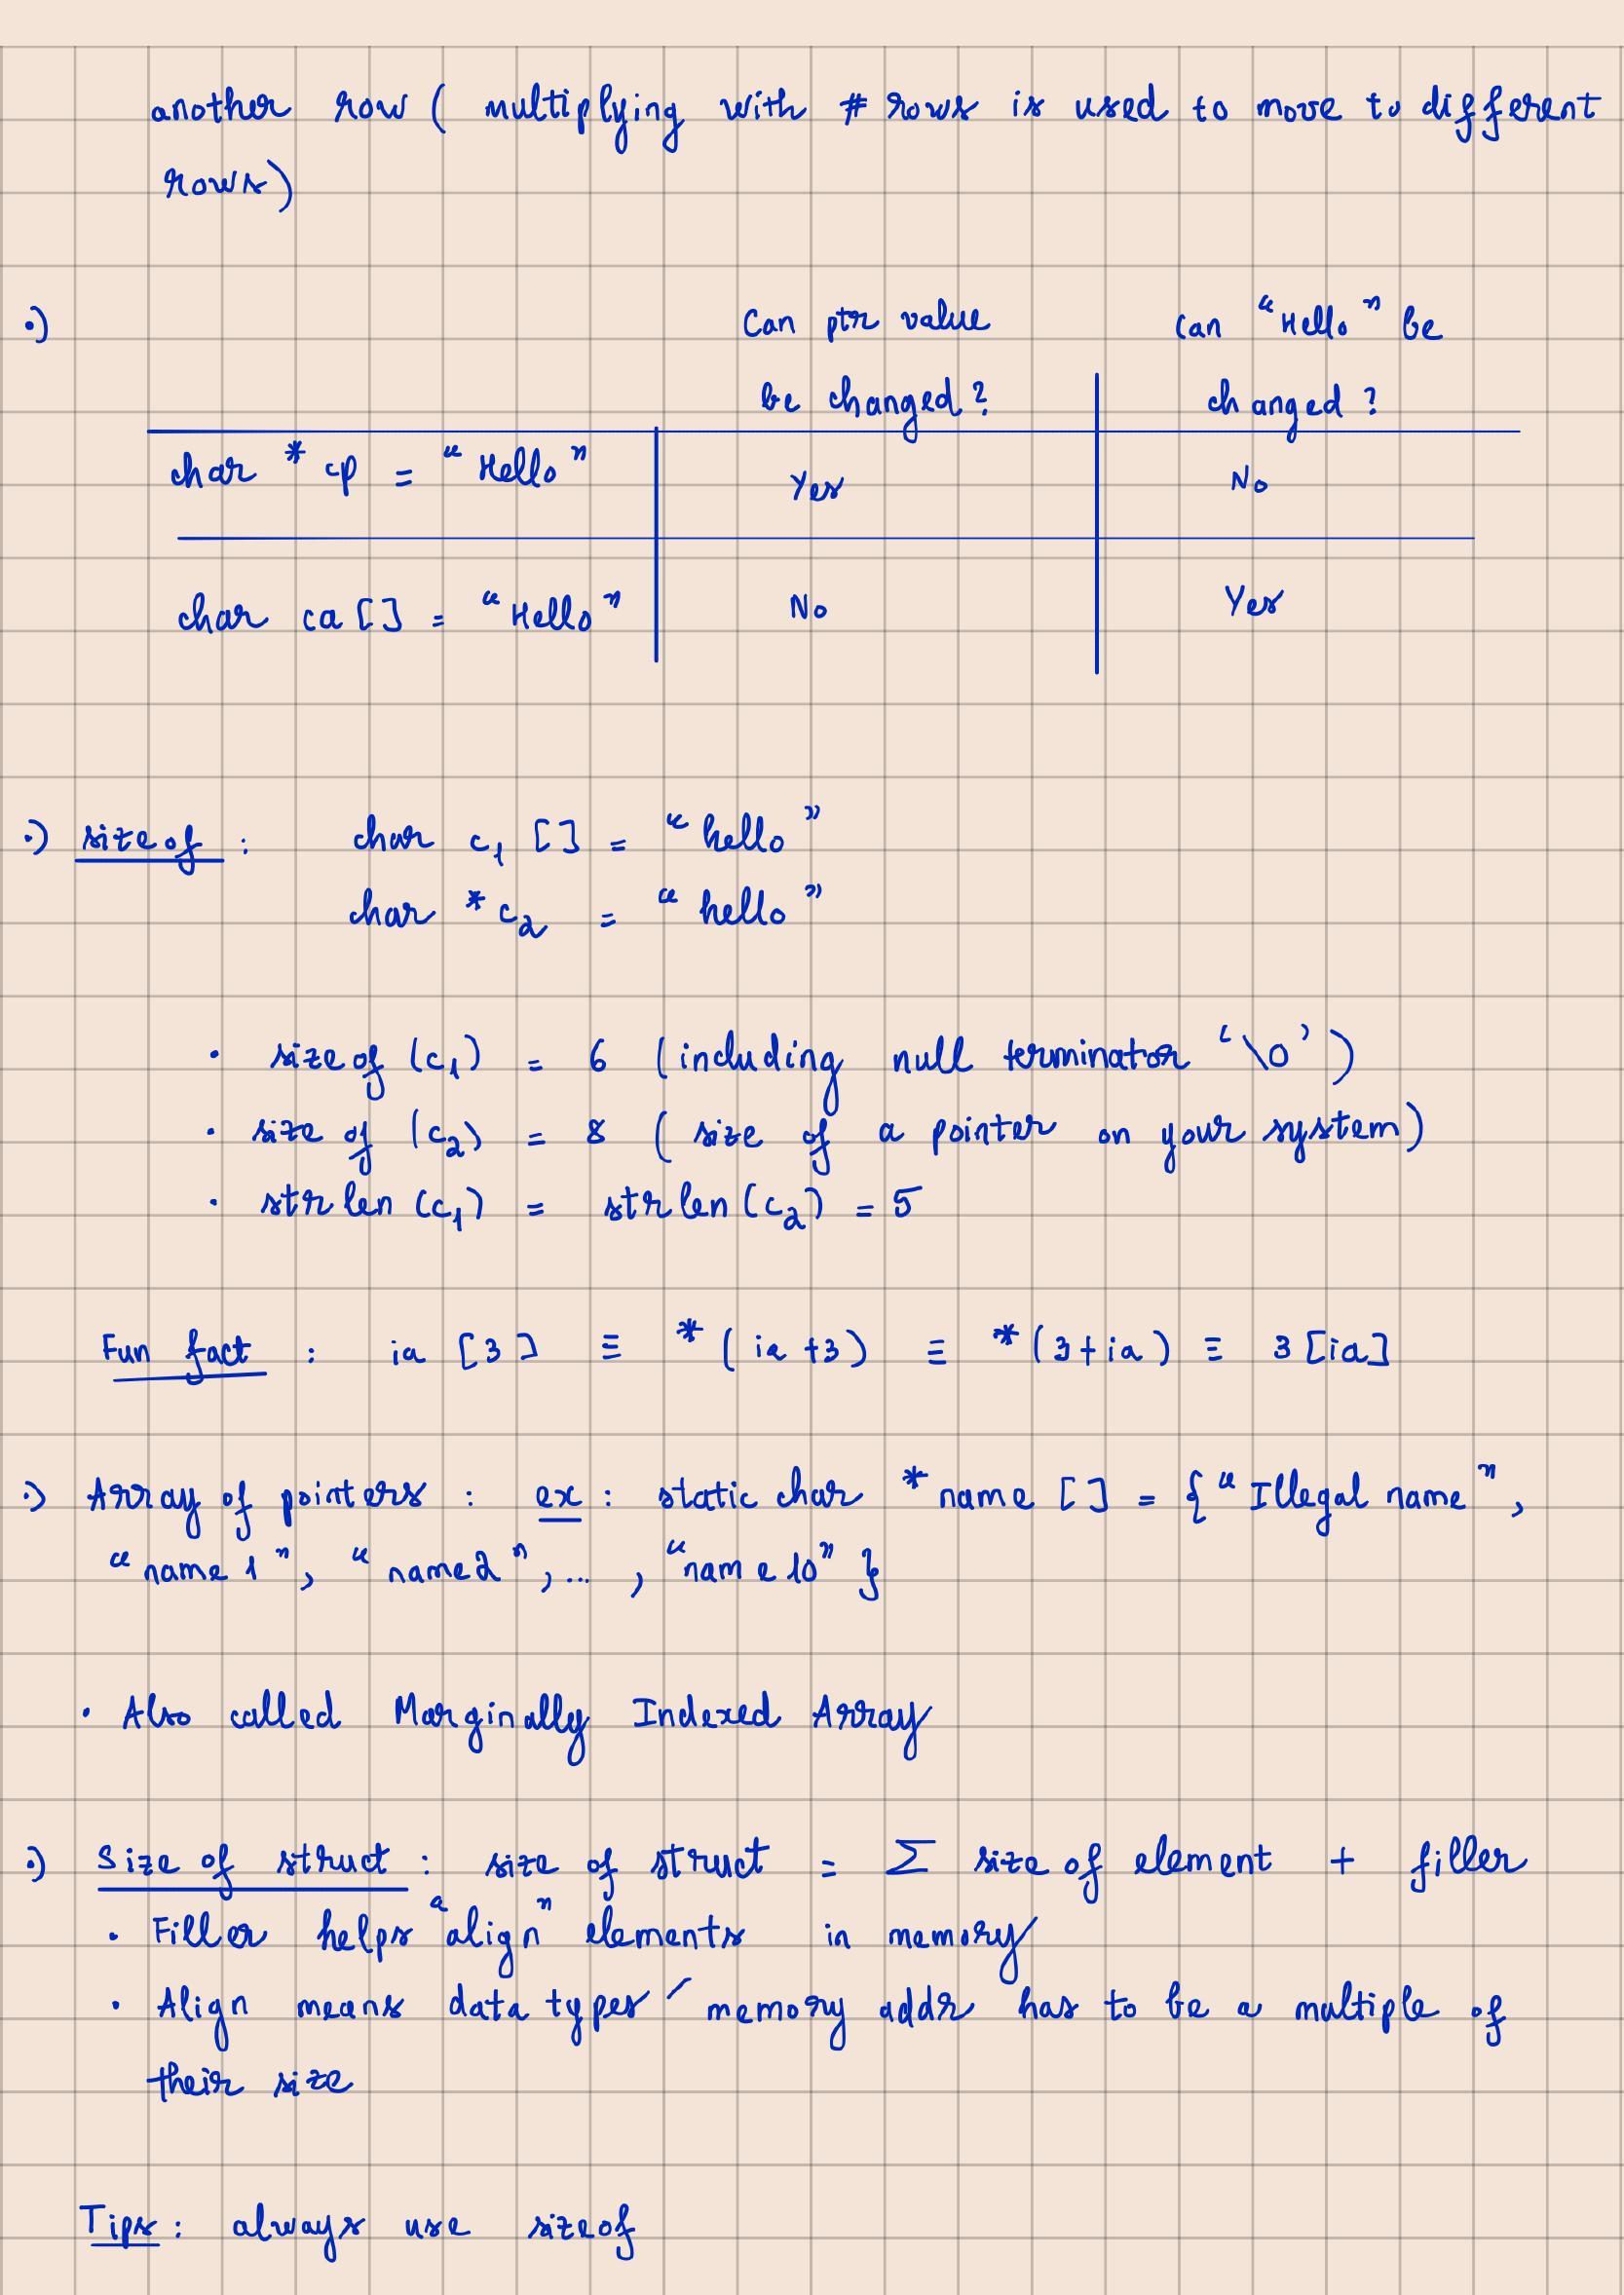 another row ( multiplying with # rows is used to move to different
rows)
•)
Can ptr value
be changed?
Can "Hello" be
changed?
char *cp = "Hello"
Yes
No
char ca[] = "Hello"
No
Yes
•) sizeof : char c₁ [] = "hello"
char *c₂ = "hello"
• sizeof (c₁) = 6 (including null terminator '\0')
• size of (c₂) = 8 ( size of a pointer on your system)
• strlen (c₁) = strlen (c₂) = 5
Fun fact : ia [3] ≡ *( ia +3) ≡ *(3+ia) ≡ 3[ia]
•) Array of pointers : ex : static char *name [] = {"Illegal name",
"name 1", "name2", ... , "name 10"}
• Also called Marginally Indexed Array
•) Size of struct : size of struct = Σ size of element + filler
• Filler helps "align" elements in memory
• Align means data types' memory addr has to be a multiple of
their size
Tips : always use sizeof